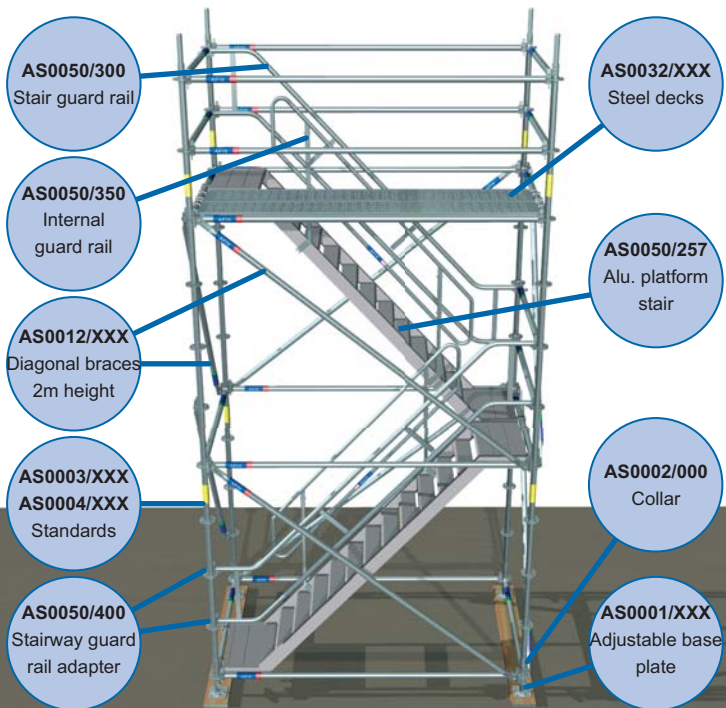 AS0050/300
Stair guard rail
AS0032/XXX
Steel decks
AS0050/350
Internal
guard rail
AS0050/257
Alu. platform
stair
AS0012/XXX
Diagonal braces
2m height
AS0003/XXX
AS0004/XXX
Standards
AS0002/000
Collar
AS0050/400
Stairway guard
rail adapter
AS0001/XXX
Adjustable base
plate